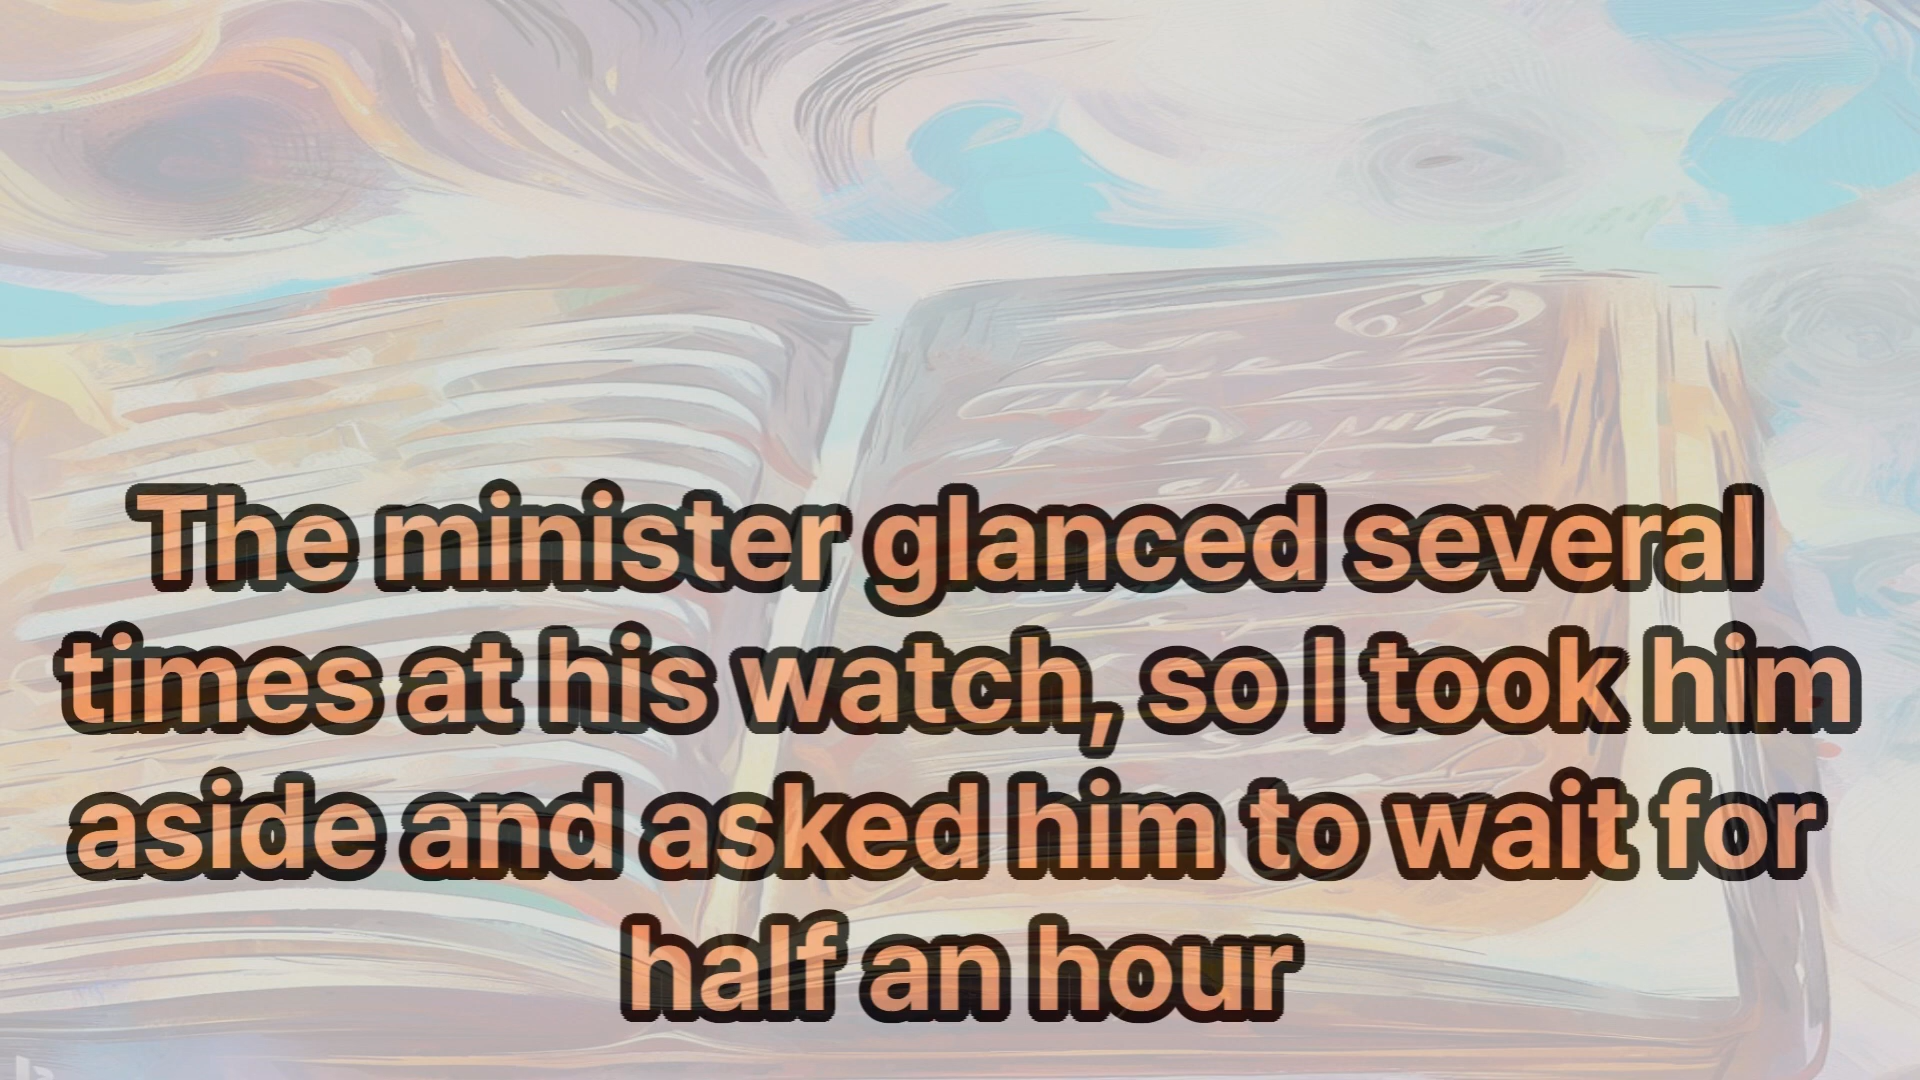 The minister glanced several
times at his watch, so I took him
aside and asked him to wait for
half an hour